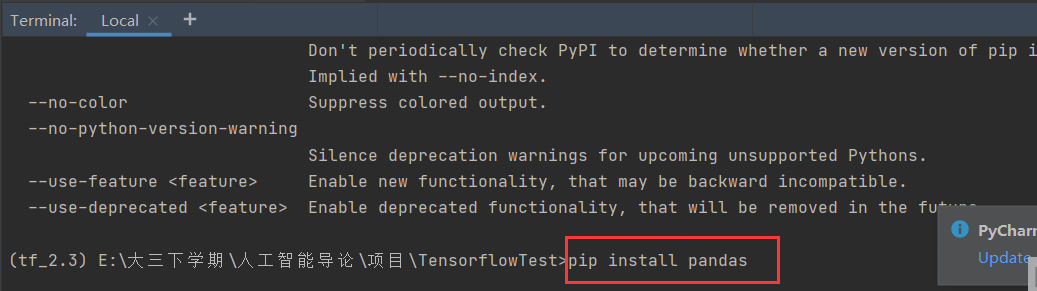 Terminal: Local × +
Don't periodically check PyPI to determine whether a new version of pip i
Implied with --no-index.
--no-color Suppress colored output.
--no-python-version-warning
Silence deprecation warnings for upcoming unsupported Pythons.
--use-feature <feature> Enable new functionality, that may be backward incompatible.
--use-deprecated <feature> Enable deprecated functionality, that will be removed in the future.
PyCharm
Update
(tf_2.3) E:\大三下学期\人工智能导论\项目\TensorflowTest>pip install pandas